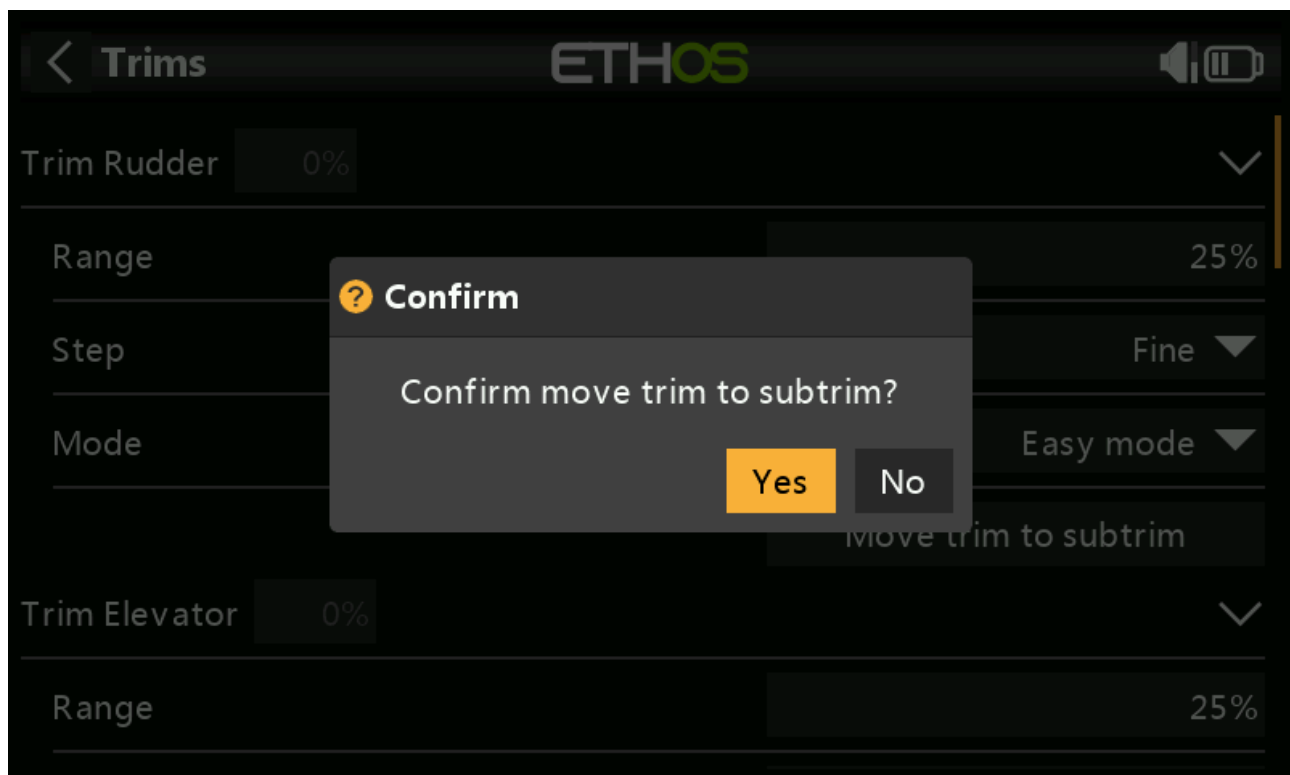 Trims
ETHOS
Trim Rudder 0%
Range 25%
? Confirm
Step Fine
Confirm move trim to subtrim?
Mode Easy mode
Yes No
Move trim to subtrim
Trim Elevator 0%
Range 25%